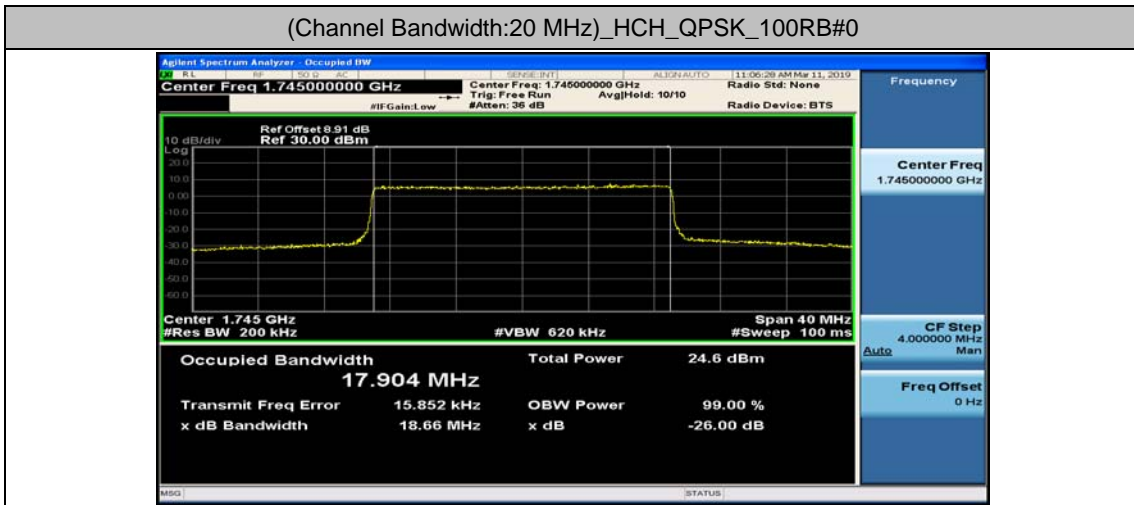 (Channel Bandwidth:20 MHz)_HCH_QPSK_100RB#0
Agilent Spectrum Analyzer - Occupied BW
RL RF 50 Ω AC SENSE:INT ALIGN AUTO 11:06:28 AM Mar 11, 2019
Center Freq 1.745000000 GHz
Center Freq: 1.745000000 GHz
Radio Std: None
Trig: Free Run Avg|Hold: 10/10
#IFGain:Low #Atten: 36 dB Radio Device: BTS
Ref Offset 8.91 dB
10 dB/div Ref 30.00 dBm
Log
20.0
10.0
0.00
-10.0
-20.0
-30.0
-40.0
-50.0
-60.0
Center 1.745 GHz Span 40 MHz
#Res BW 200 kHz #VBW 620 kHz #Sweep 100 ms
Occupied Bandwidth Total Power 24.6 dBm
17.904 MHz
Transmit Freq Error 15.852 kHz OBW Power 99.00 %
x dB Bandwidth 18.66 MHz x dB -26.00 dB
MSG STATUS
Frequency
Center Freq
1.745000000 GHz
CF Step
4.000000 MHz
Auto Man
Freq Offset
0 Hz